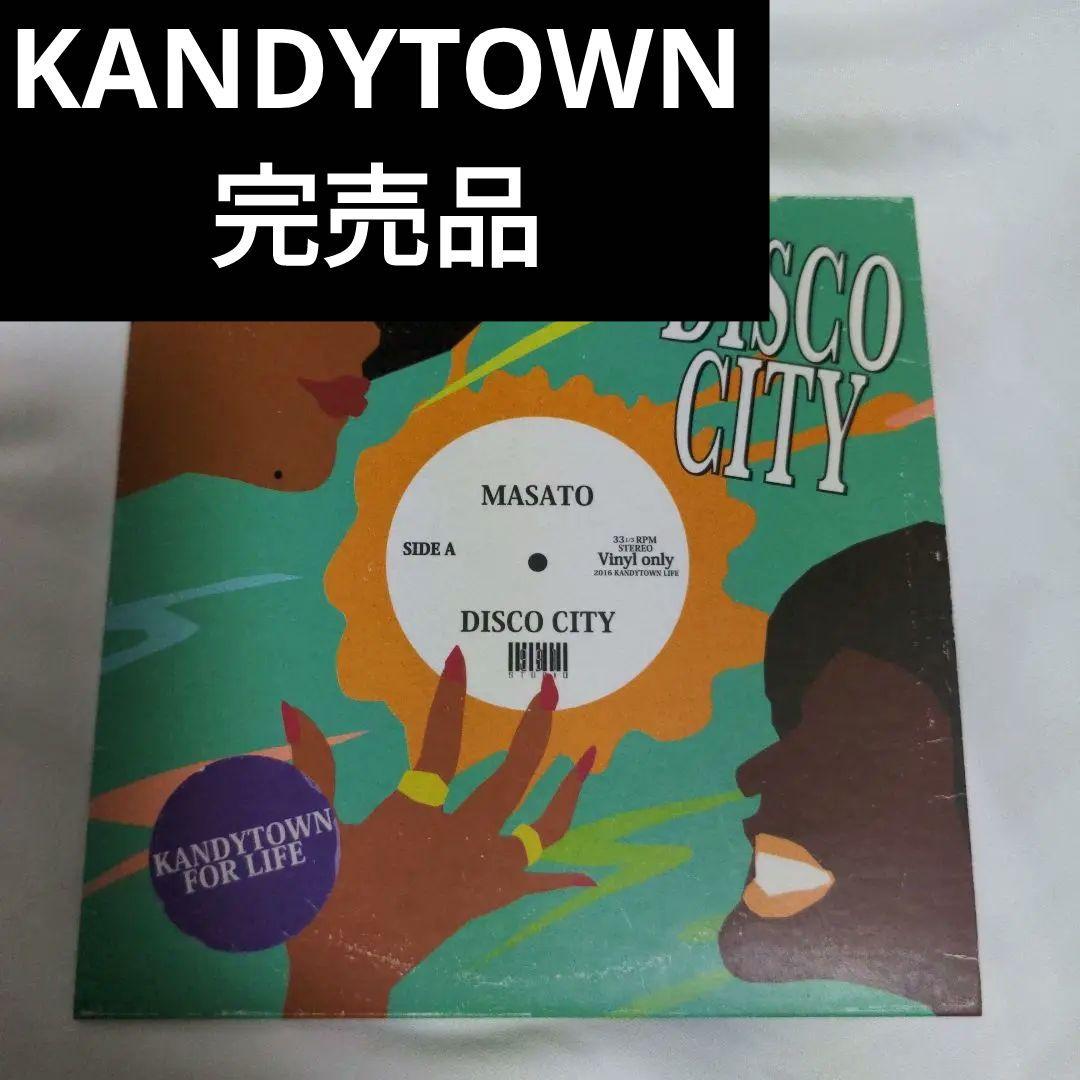 KANDYTOWN
完売品
DISCO
CITY
MASATO
SIDE A
33 1/3 RPM
STEREO
Vinyl only
2016 KANDYTOWN LIFE
DISCO CITY
KANDYTOWN
FOR LIFE